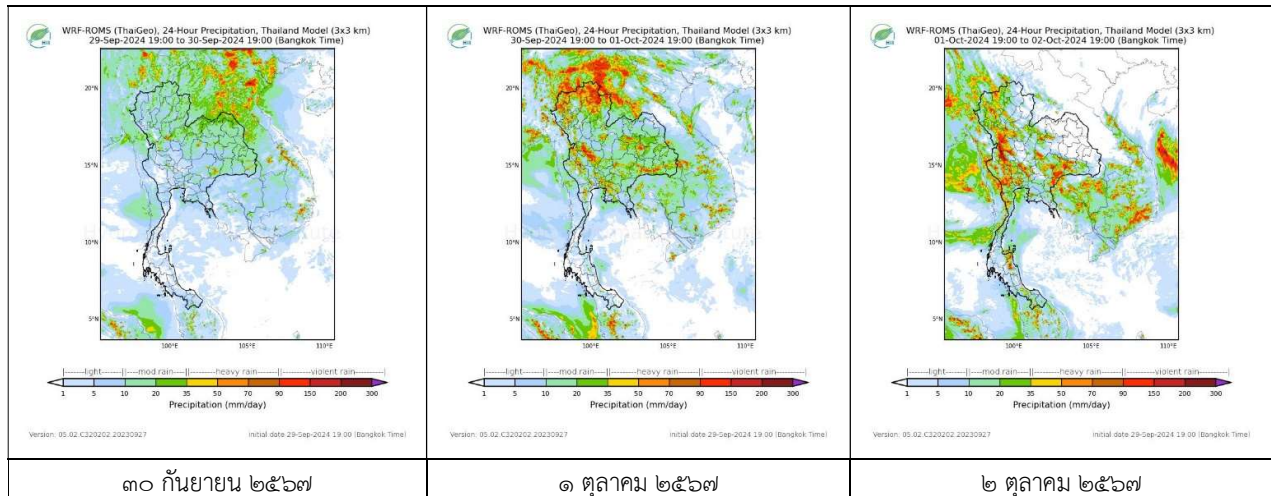 WRF-ROMS (ThaiGeo), 24-Hour Precipitation, Thailand Model (3x3 km)
29-Sep-2024 19:00 to 30-Sep-2024 19:00 (Bangkok Time)
20°N
15°N
10°N
5°N
100°E 105°E 110°E
|--------light-------||----mod rain-----||-------heavy rain-------||-------violent rain-------|
1 5 10 20 35 50 70 90 150 200 300
Precipitation (mm/day)
Version: 05.02.C320202.20230927 Initial date 29-Sep-2024 19:00 (Bangkok Time)
๓๐ กันยายน ๒๕๖๗
WRF-ROMS (ThaiGeo), 24-Hour Precipitation, Thailand Model (3x3 km)
30-Sep-2024 19:00 to 01-Oct-2024 19:00 (Bangkok Time)
20°N
15°N
10°N
5°N
100°E 105°E 110°E
|--------light-------||----mod rain-----||-------heavy rain-------||-------violent rain-------|
1 5 10 20 35 50 70 90 150 200 300
Precipitation (mm/day)
Version: 05.02.C320202.20230927 Initial date 29-Sep-2024 19:00 (Bangkok Time)
๑ ตุลาคม ๒๕๖๗
WRF-ROMS (ThaiGeo), 24-Hour Precipitation, Thailand Model (3x3 km)
01-Oct-2024 19:00 to 02-Oct-2024 19:00 (Bangkok Time)
20°N
15°N
10°N
5°N
100°E 105°E 110°E
|--------light-------||----mod rain-----||-------heavy rain-------||-------violent rain-------|
1 5 10 20 35 50 70 90 150 200 300
Precipitation (mm/day)
Version: 05.02.C320202.20230927 Initial date 29-Sep-2024 19:00 (Bangkok Time)
๒ ตุลาคม ๒๕๖๗